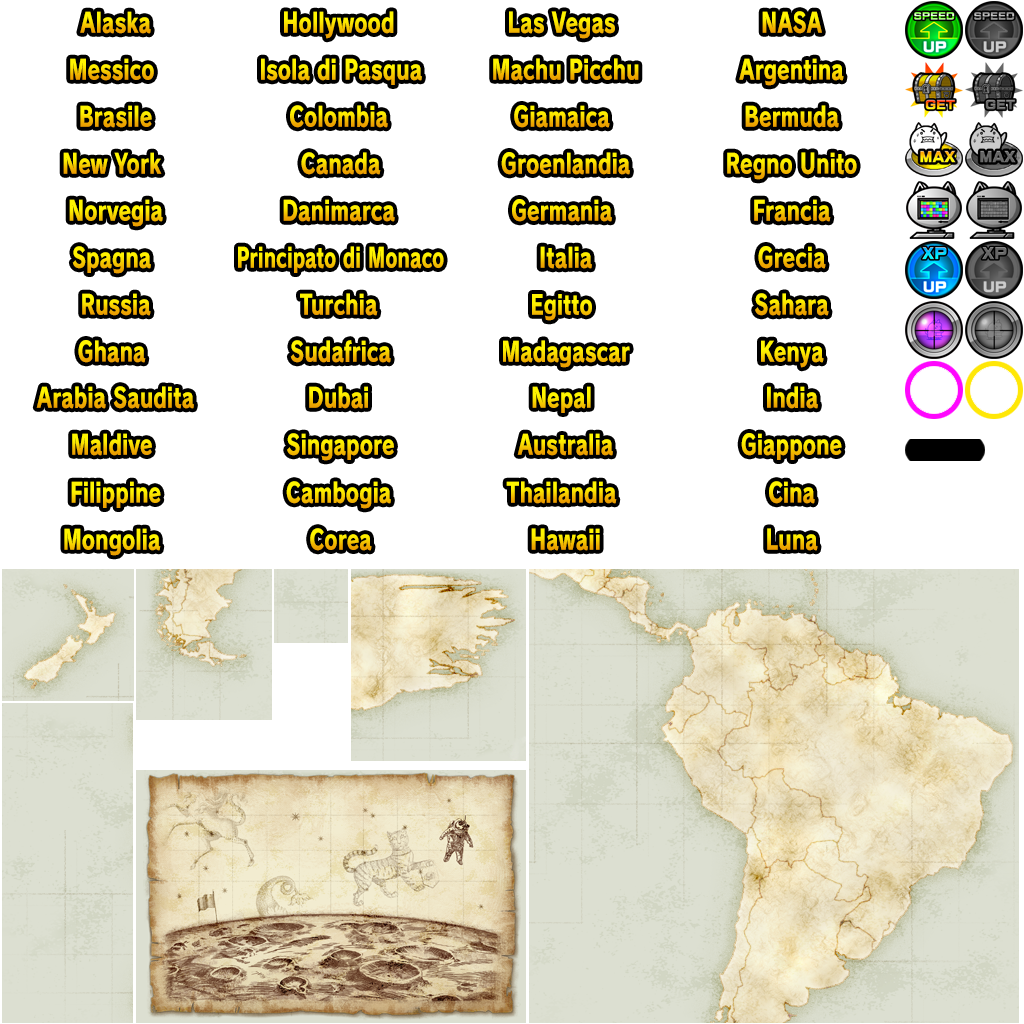 Alaska Hollywood Las Vegas NASA
Messico Isola di Pasqua Machu Picchu Argentina
Brasile Colombia Giamaica Bermuda
New York Canada Groenlandia Regno Unito
Norvegia Danimarca Germania Francia
Spagna Principato di Monaco Italia Grecia
Russia Turchia Egitto Sahara
Ghana Sudafrica Madagascar Kenya
Arabia Saudita Dubai Nepal India
Maldive Singapore Australia Giappone
Filippine Cambogia Thailandia Cina
Mongolia Corea Hawaii Luna
SPEED UP SPEED UP
GET GET
MAX MAX
XP UP XP UP